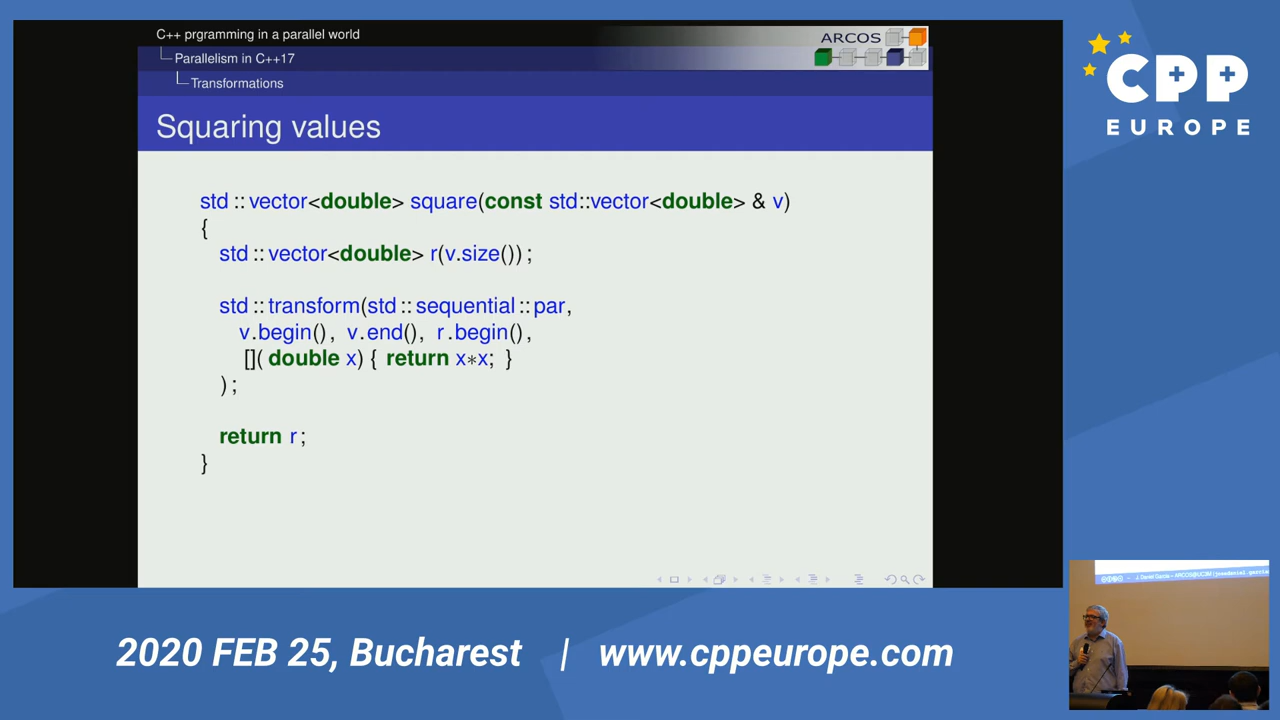 C++ prgramming in a parallel world
Parallelism in C++17
Transformations
ARCOS
Squaring values
std::vector<double> square(const std::vector<double> & v)
{
std::vector<double> r(v.size());
std::transform(std::sequential::par,
v.begin(), v.end(), r.begin(),
[](double x) { return x*x; }
);
return r;
}
CPP
EUROPE
2020 FEB 25, Bucharest | www.cppeurope.com